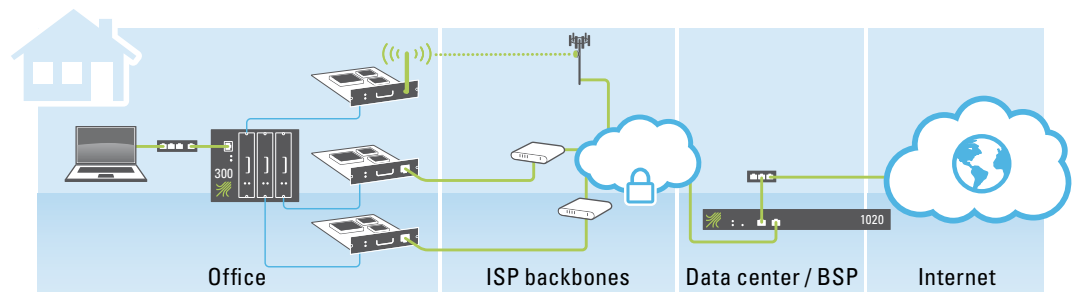 300
1020
Office
ISP backbones
Data center / BSP
Internet